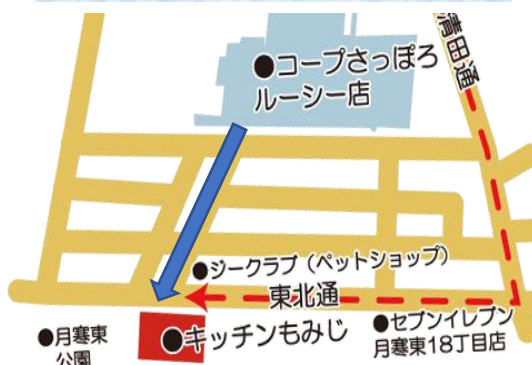 清田通
●コープさっぽろ
ルーシー店
●ジークラブ（ペットショップ）
東北通
●月寒東
公園
●キッチンもみじ
●セブンイレブン
月寒東18丁目店